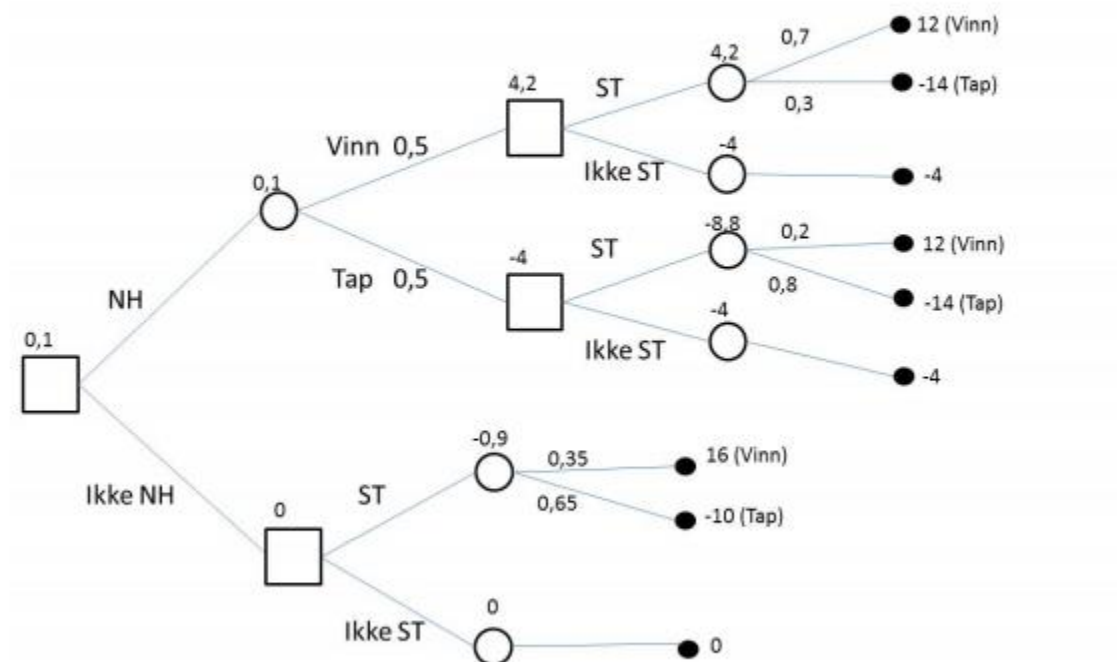 12 (Vinn)
0,7
4,2
4,2
ST
-14 (Tap)
0,3
Vinn 0,5
-4
Ikke ST
-4
0,1
-8,8
0,2
12 (Vinn)
ST
-4
Tap 0,5
0,8
-14 (Tap)
NH
-4
0,1
Ikke ST
-4
-0,9
0,35
16 (Vinn)
Ikke NH
ST
0,65
-10 (Tap)
0
0
Ikke ST
0